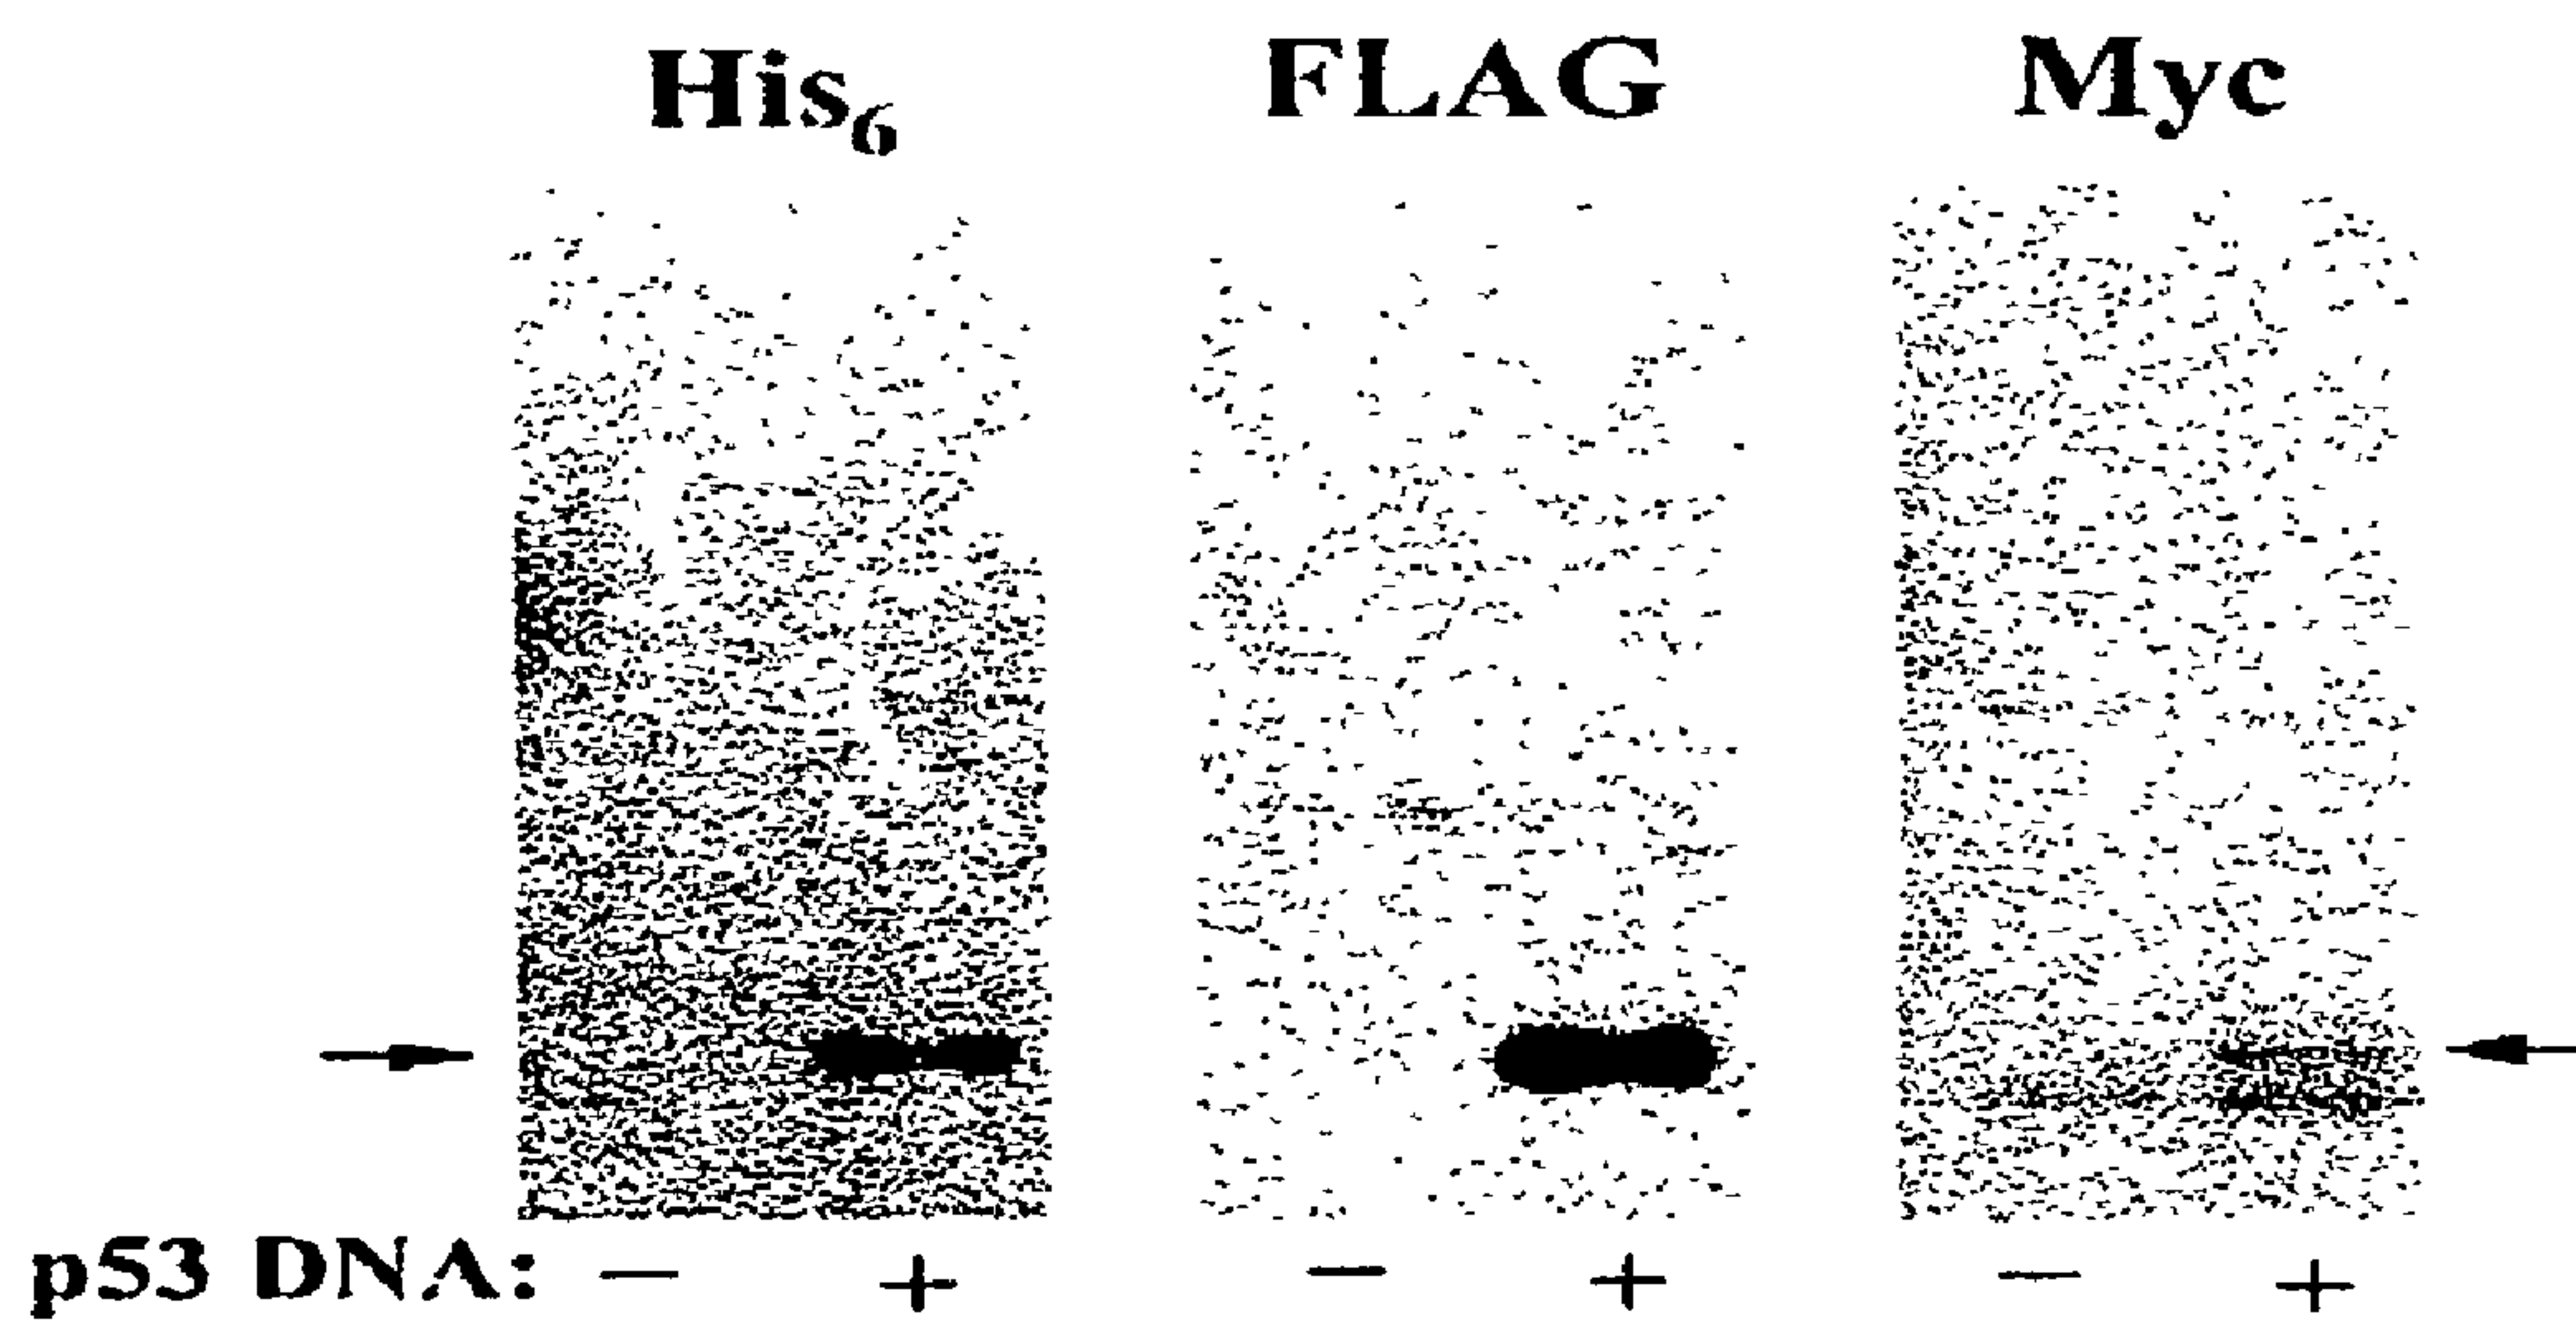 His₆ FLAG Myc
p53 DNA: — + — + — +